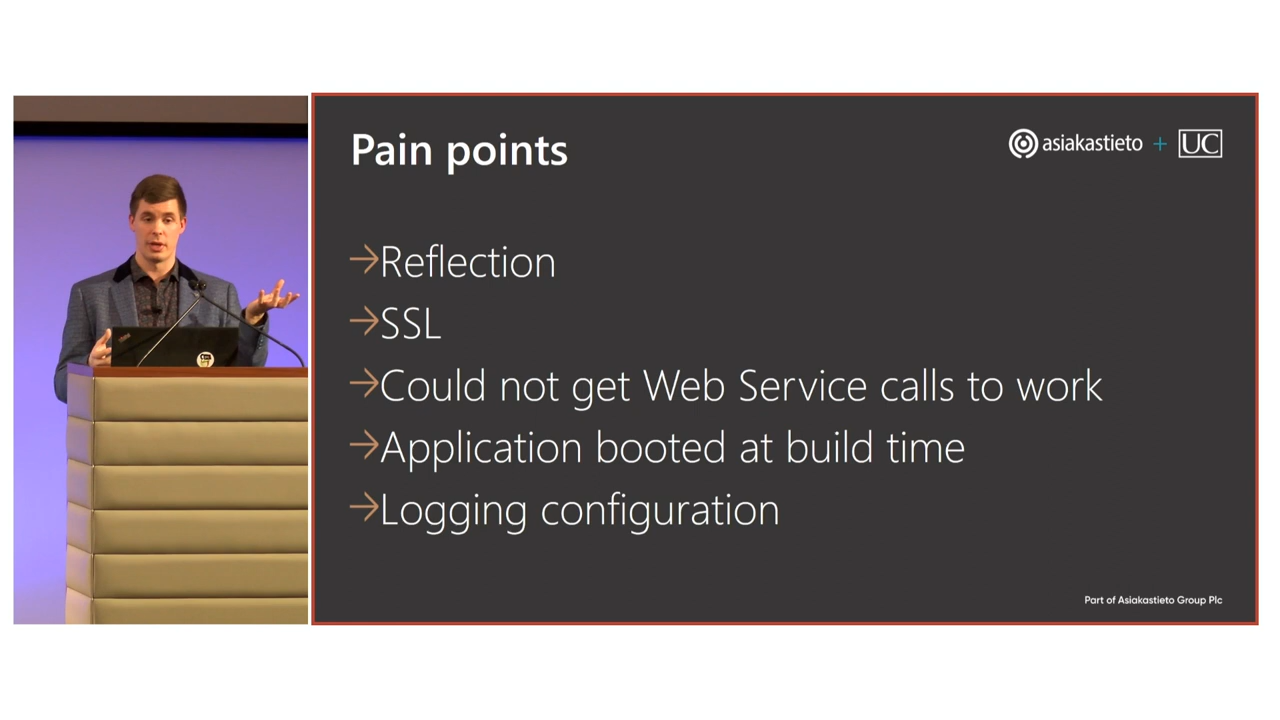 Pain points
asiakastieto + UC
→Reflection
→SSL
→Could not get Web Service calls to work
→Application booted at build time
→Logging configuration
Part of Asiakastieto Group Plc